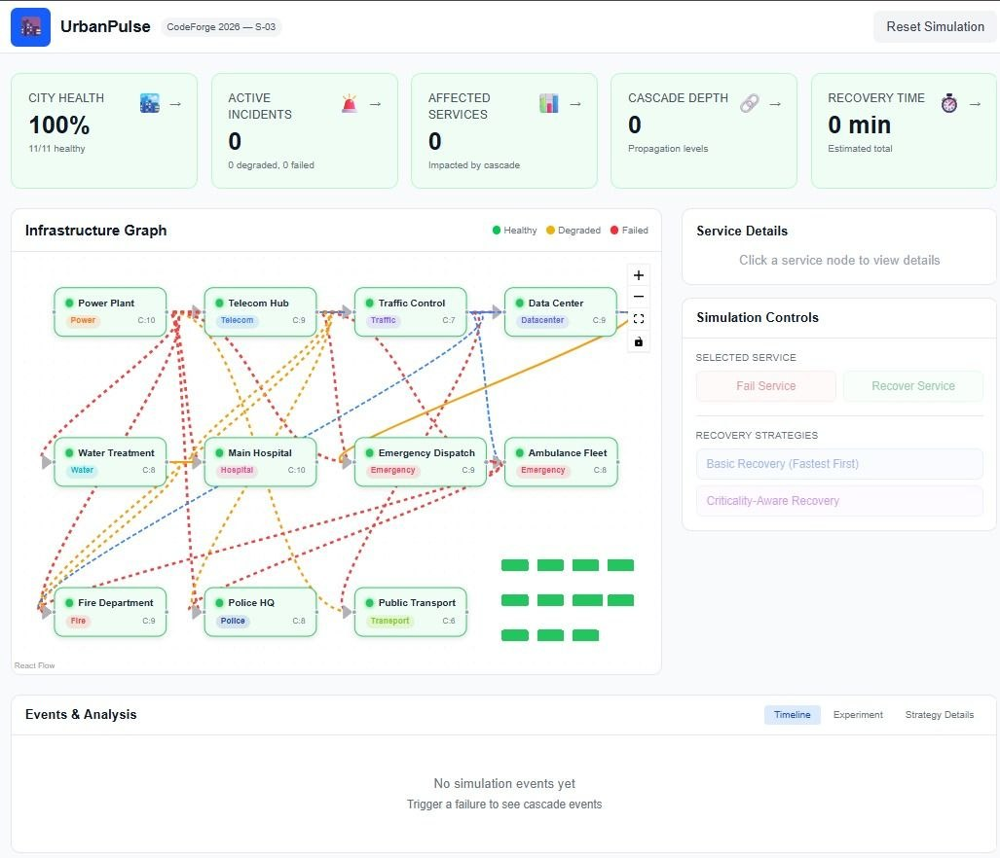 UrbanPulse
CodeForge 2026 — S-03
Reset Simulation
CITY HEALTH
→
100%
11/11 healthy
ACTIVE
INCIDENTS
→
0
0 degraded, 0 failed
AFFECTED
SERVICES
→
0
Impacted by cascade
CASCADE DEPTH
→
0
Propagation levels
RECOVERY TIME
→
0 min
Estimated total
Infrastructure Graph
Healthy
Degraded
Failed
Power Plant
Power
C:10
Telecom Hub
Telecom
C:9
Traffic Control
Traffic
C:7
Data Center
Datacenter
C:9
Water Treatment
Water
C:8
Main Hospital
Hospital
C:10
Emergency Dispatch
Emergency
C:9
Ambulance Fleet
Emergency
C:8
Fire Department
Fire
C:9
Police HQ
Police
C:8
Public Transport
Transport
C:6
React Flow
Service Details
Click a service node to view details
Simulation Controls
SELECTED SERVICE
Fail Service
Recover Service
RECOVERY STRATEGIES
Basic Recovery (Fastest First)
Criticality-Aware Recovery
Events & Analysis
Timeline
Experiment
Strategy Details
No simulation events yet
Trigger a failure to see cascade events